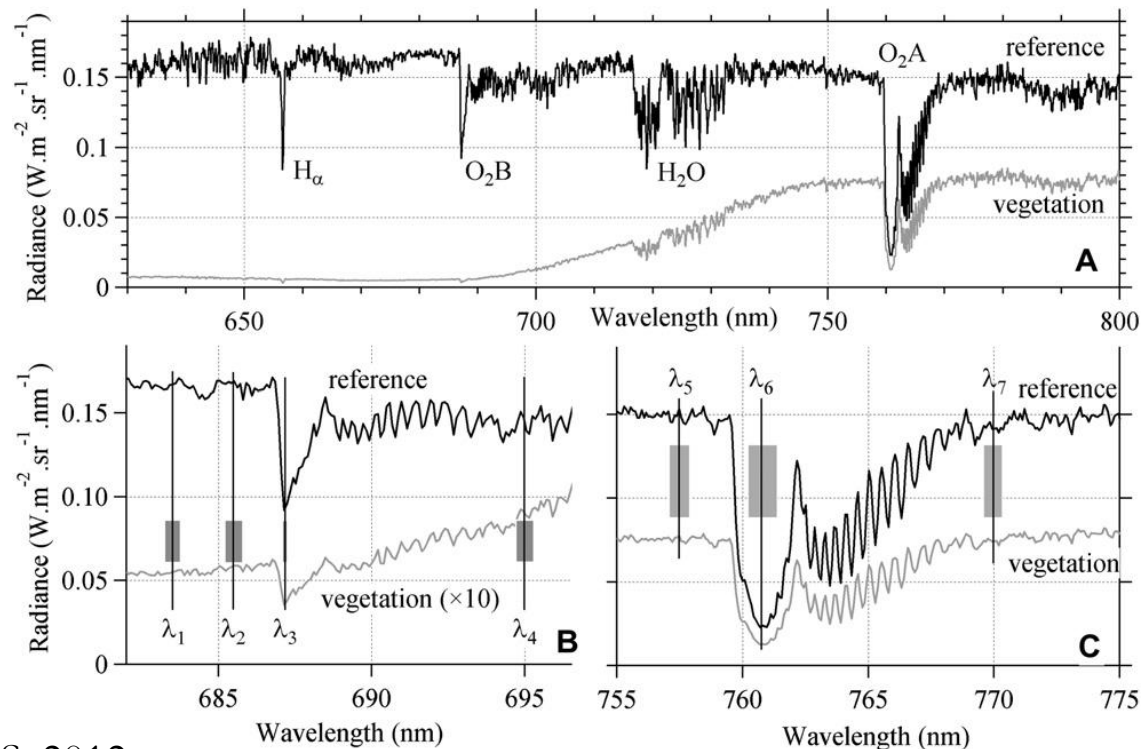 Radiance (W.m⁻².sr⁻¹.nm⁻¹)
0.15
0.1
0.05
0
reference
O₂A
Hα
O₂B
H₂O
vegetation
A
650
700
750
800
Wavelength (nm)
Radiance (W.m⁻².sr⁻¹.nm⁻¹)
0.15
0.10
0.05
0
reference
vegetation (×10)
λ₁
λ₂
λ₃
λ₄
B
685
690
695
Wavelength (nm)
λ₅
λ₆
λ₇
reference
vegetation
C
755
760
765
770
775
Wavelength (nm)